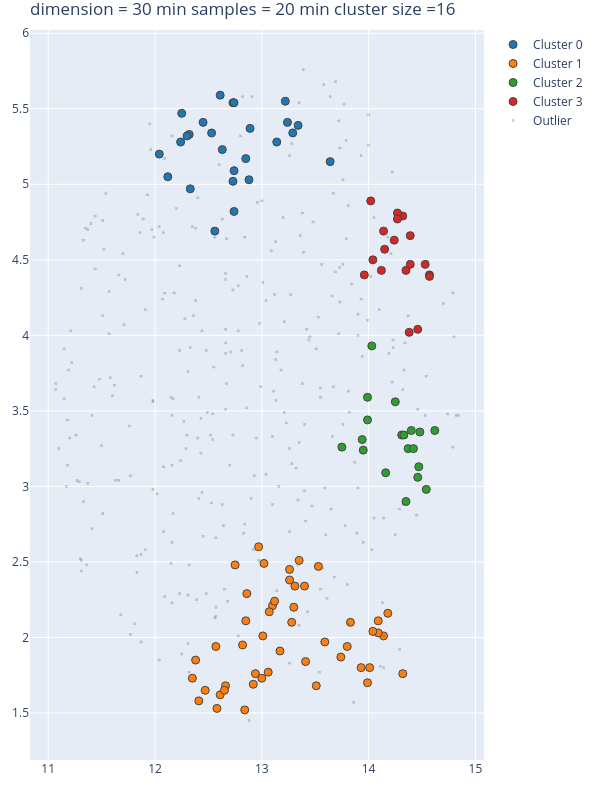 dimension = 30 min samples = 20 min cluster size =16
6
5.5
5
4.5
4
3.5
3
2.5
2
1.5
11
12
13
14
15
Cluster 0
Cluster 1
Cluster 2
Cluster 3
Outlier